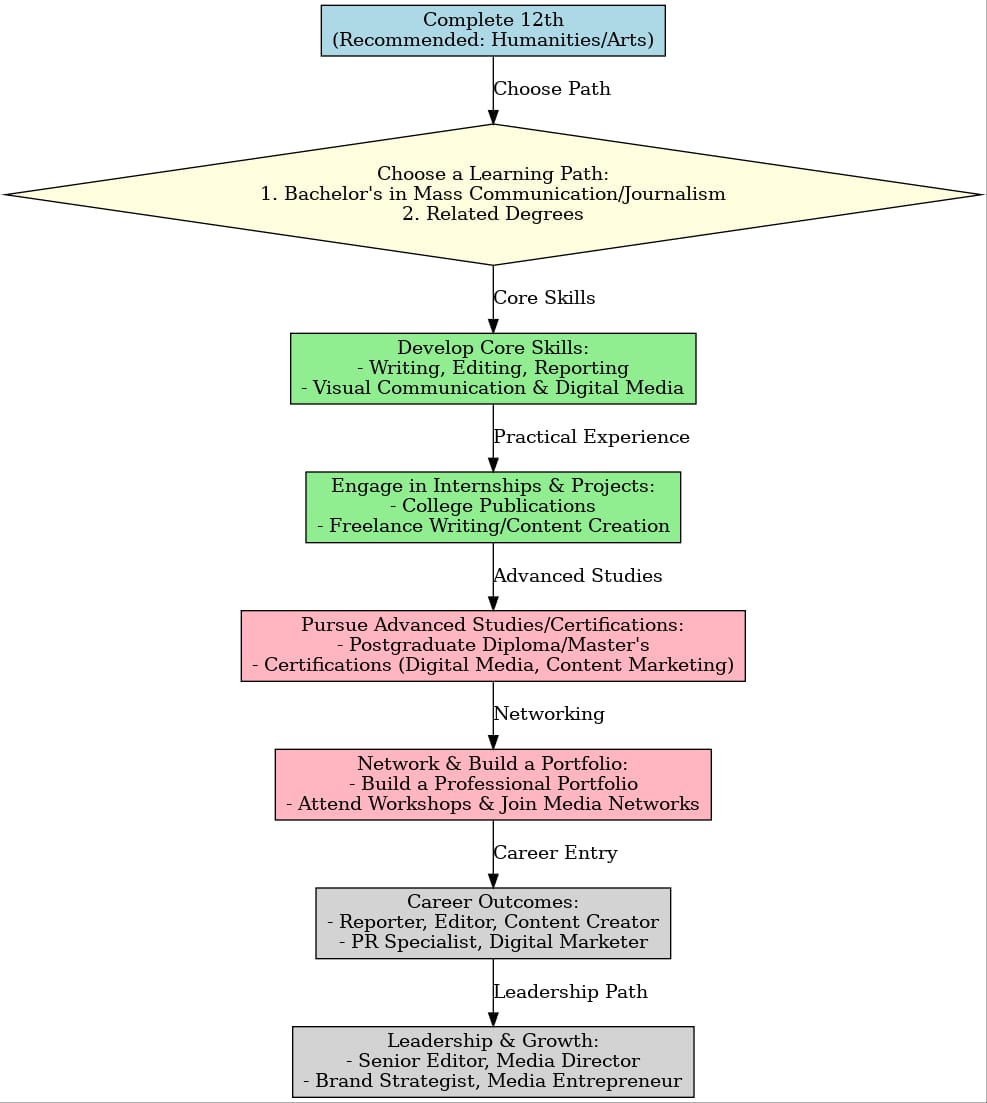 Complete 12th
(Recommended: Humanities/Arts)
Choose Path
Choose a Learning Path:
1. Bachelor's in Mass Communication/Journalism
2. Related Degrees
Core Skills
Develop Core Skills:
- Writing, Editing, Reporting
- Visual Communication & Digital Media
Practical Experience
Engage in Internships & Projects:
- College Publications
- Freelance Writing/Content Creation
Advanced Studies
Pursue Advanced Studies/Certifications:
- Postgraduate Diploma/Master's
- Certifications (Digital Media, Content Marketing)
Networking
Network & Build a Portfolio:
- Build a Professional Portfolio
- Attend Workshops & Join Media Networks
Career Entry
Career Outcomes:
- Reporter, Editor, Content Creator
- PR Specialist, Digital Marketer
Leadership Path
Leadership & Growth:
- Senior Editor, Media Director
- Brand Strategist, Media Entrepreneur